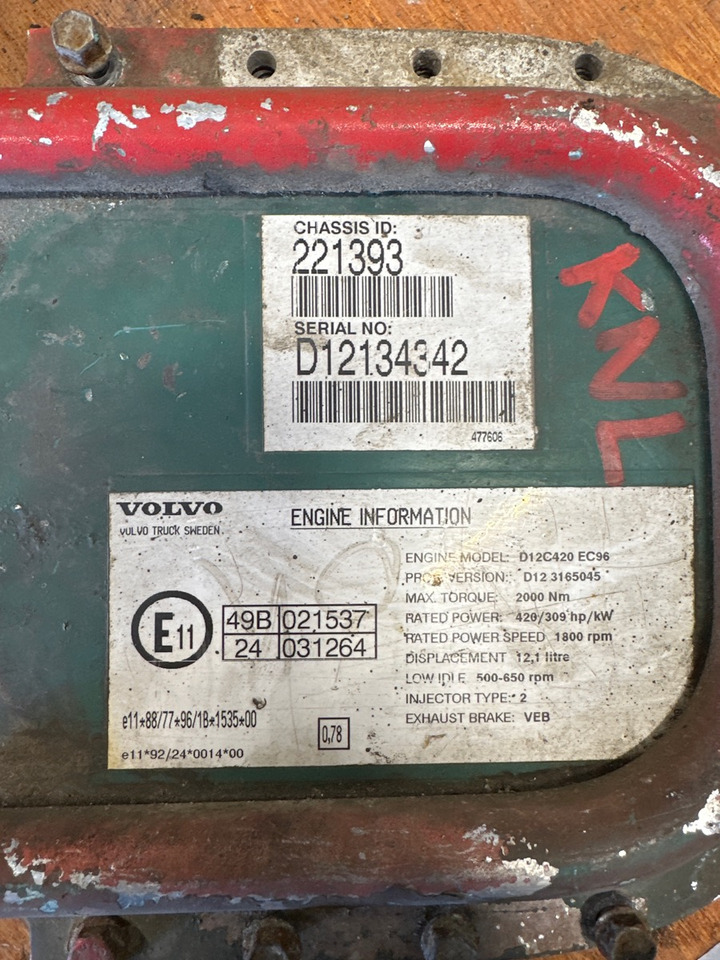 CHASSIS ID:
221393
SERIAL NO:
D12134342
477606
KNL
VOLVO
VOLVO TRUCK SWEDEN.
ENGINE INFORMATION
E11
49B 021537
24 031264
e11*88/77*96/1B*1535*00
e11*92/24*0014*00
0,78
ENGINE MODEL: D12C420 EC96
PROD VERSION: D12 3165045
MAX. TORQUE: 2000 Nm
RATED POWER: 420/309 hp/kW
RATED POWER SPEED 1800 rpm
DISPLACEMENT 12,1 litre
LOW IDLE 500-650 rpm
INJECTOR TYPE: 2
EXHAUST BRAKE: VEB